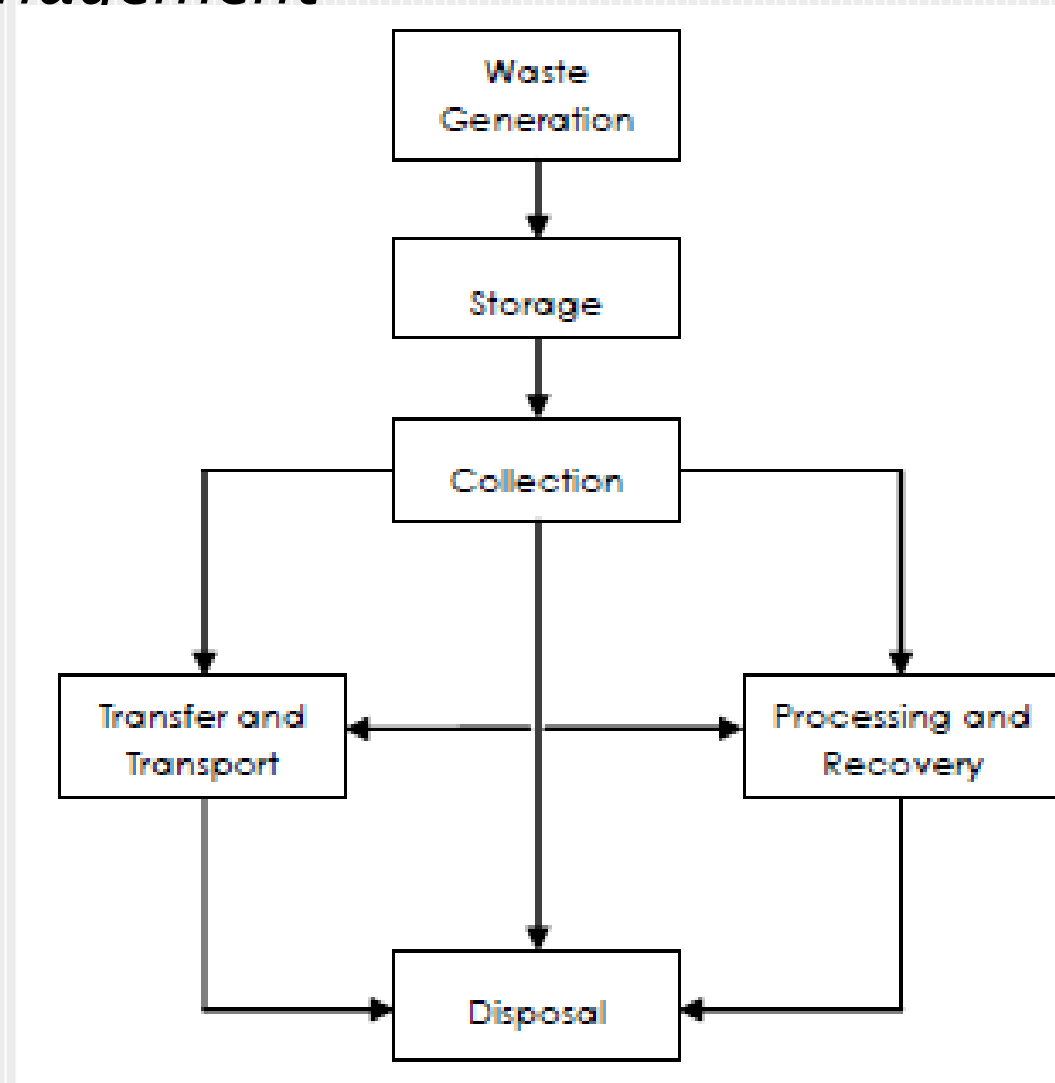 Waste
Generation
Storage
Collection
Transfer and
Transport
Processing and
Recovery
Disposal